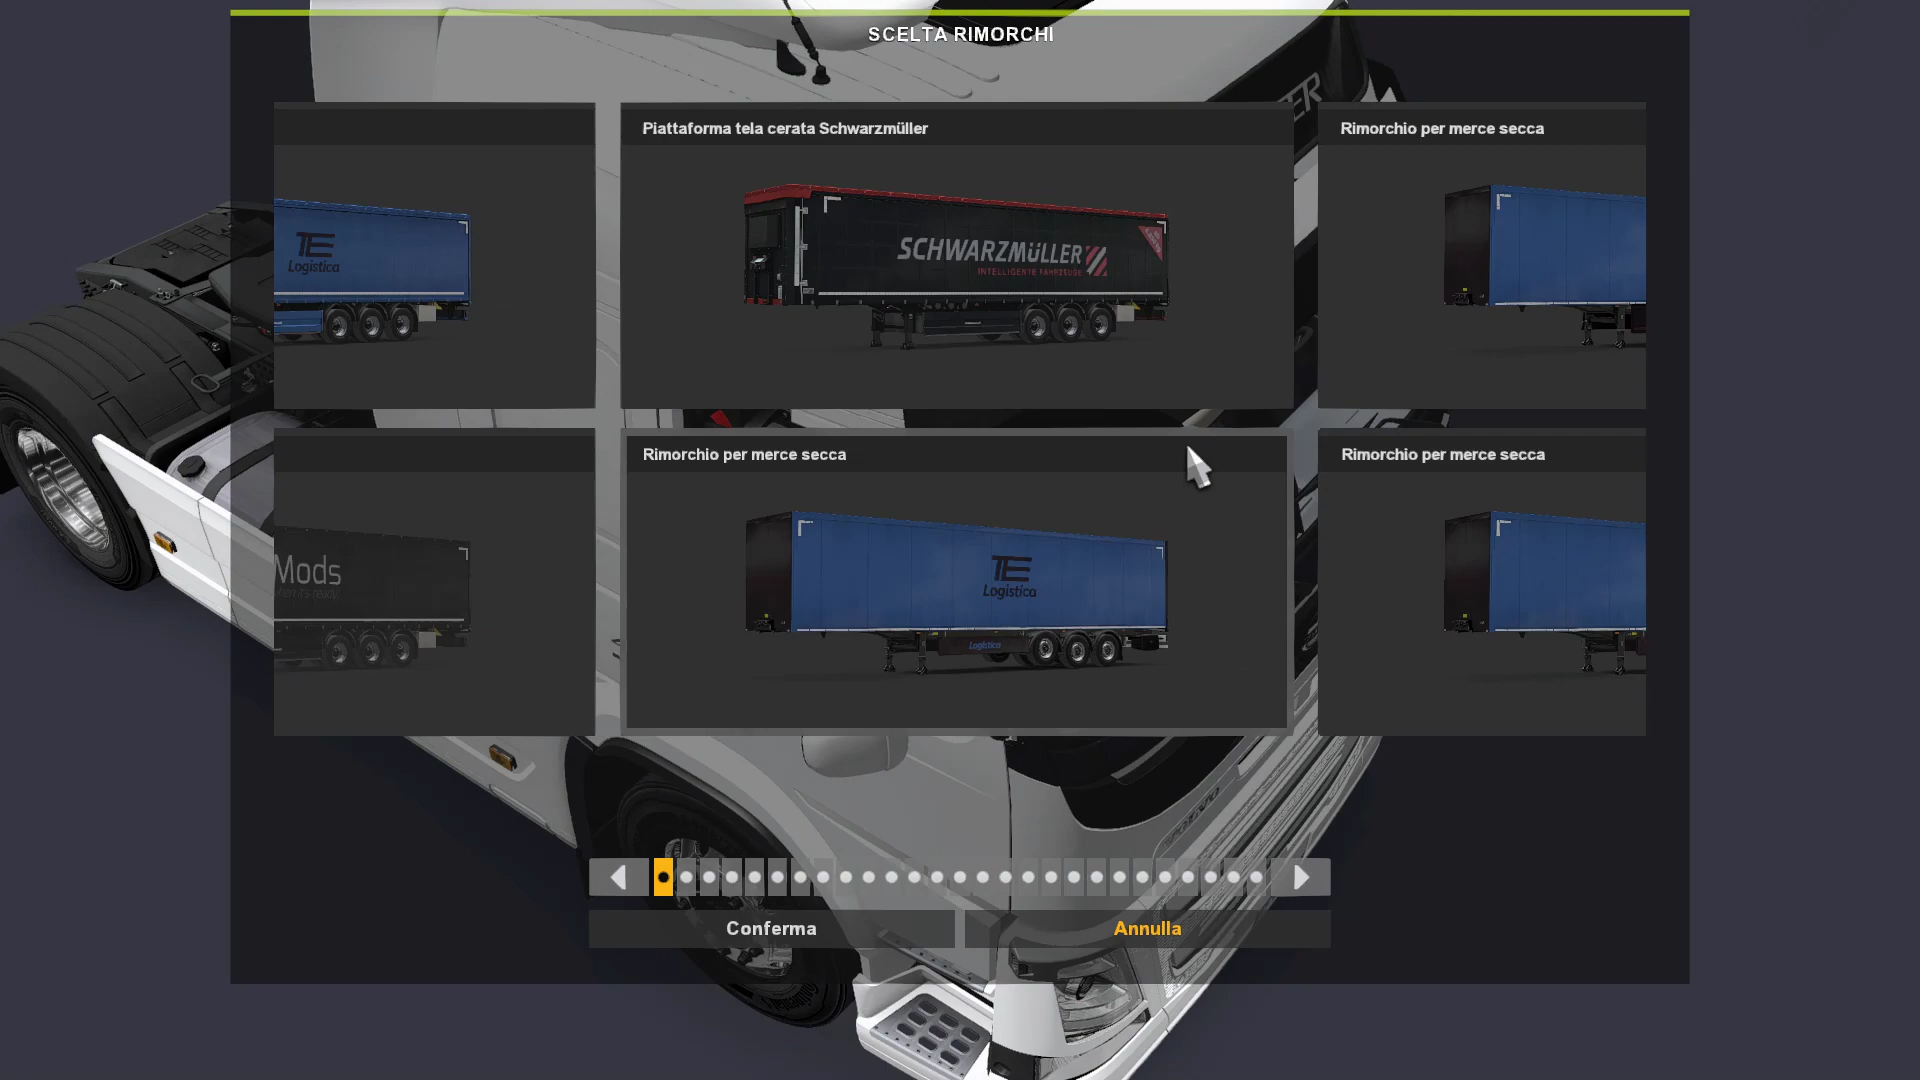 SCELTA RIMORCHI
Piattaforma tela cerata Schwarzmüller
Rimorchio per merce secca
TE
Logistica
SCHWARZMÜLLER
INTELLIGENTE FAHRZEUGE
Rimorchio per merce secca
Rimorchio per merce secca
Mods
TE
Logistica
Logistica
Conferma
Annulla